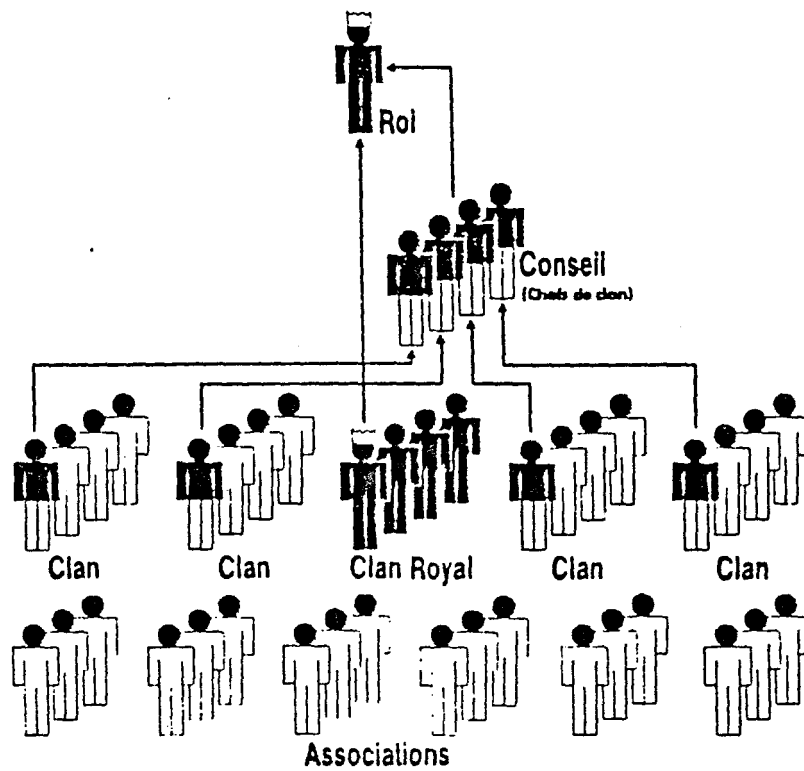 Roi
Conseil
(Chefs de clan)
Clan Clan Clan Royal Clan Clan
Associations